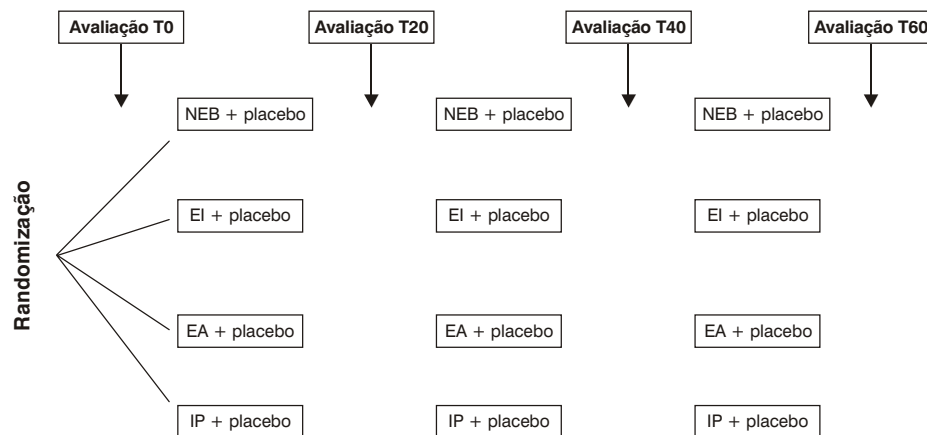 Avaliação T0 Avaliação T20 Avaliação T40 Avaliação T60
NEB + placebo NEB + placebo NEB + placebo
EI + placebo EI + placebo EI + placebo
Randomização
EA + placebo EA + placebo EA + placebo
IP + placebo IP + placebo IP + placebo